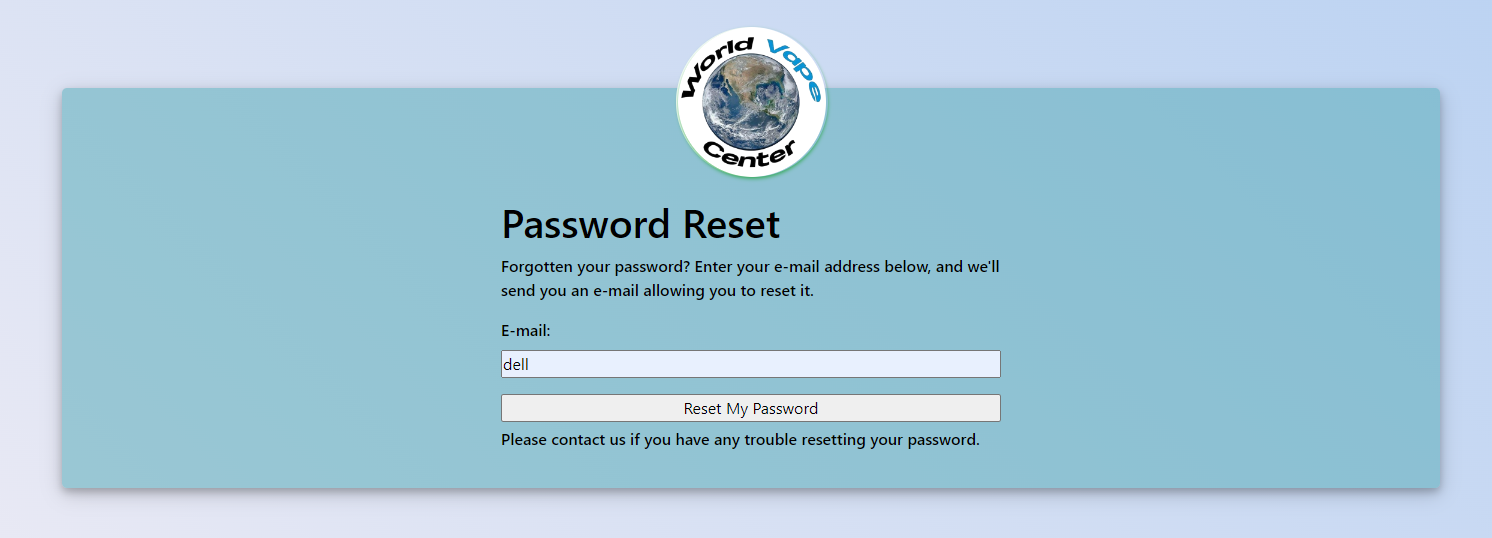 World Vape
Center
Password Reset
Forgotten your password? Enter your e-mail address below, and we'll
send you an e-mail allowing you to reset it.
E-mail:
dell
Reset My Password
Please contact us if you have any trouble resetting your password.